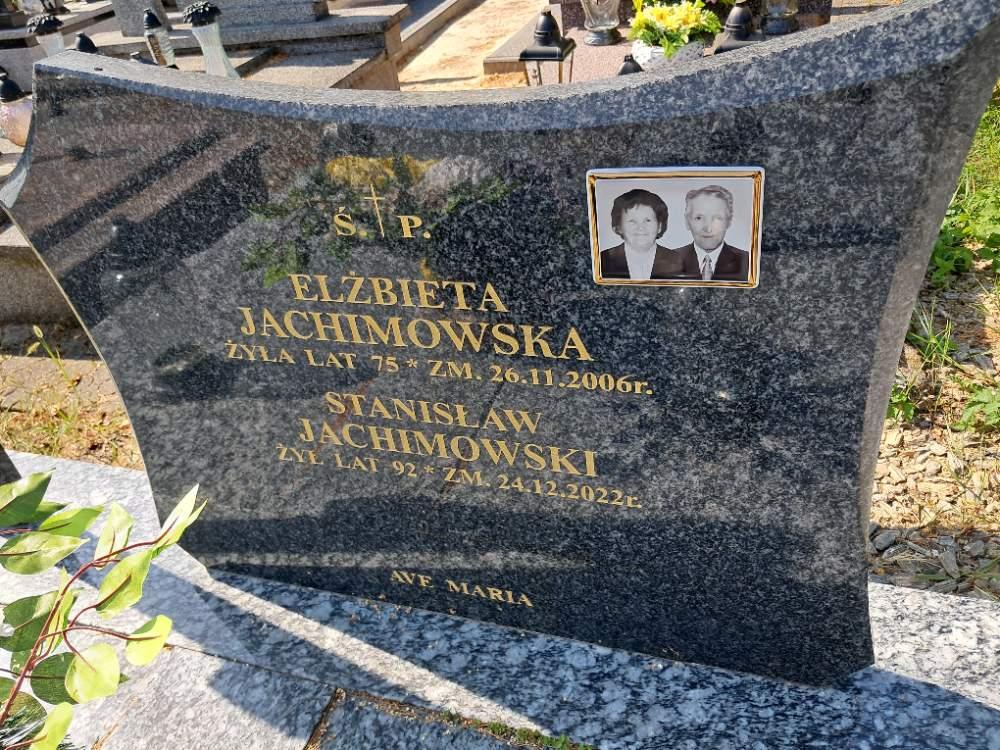 Ś. P.
ELŻBIETA
JACHIMOWSKA
ŻYŁA LAT 75 * ZM. 26.11.2006r.
STANISŁAW
JACHIMOWSKI
ŻYŁ LAT 92 * ZM. 24.12.2022r.
AVE MARIA